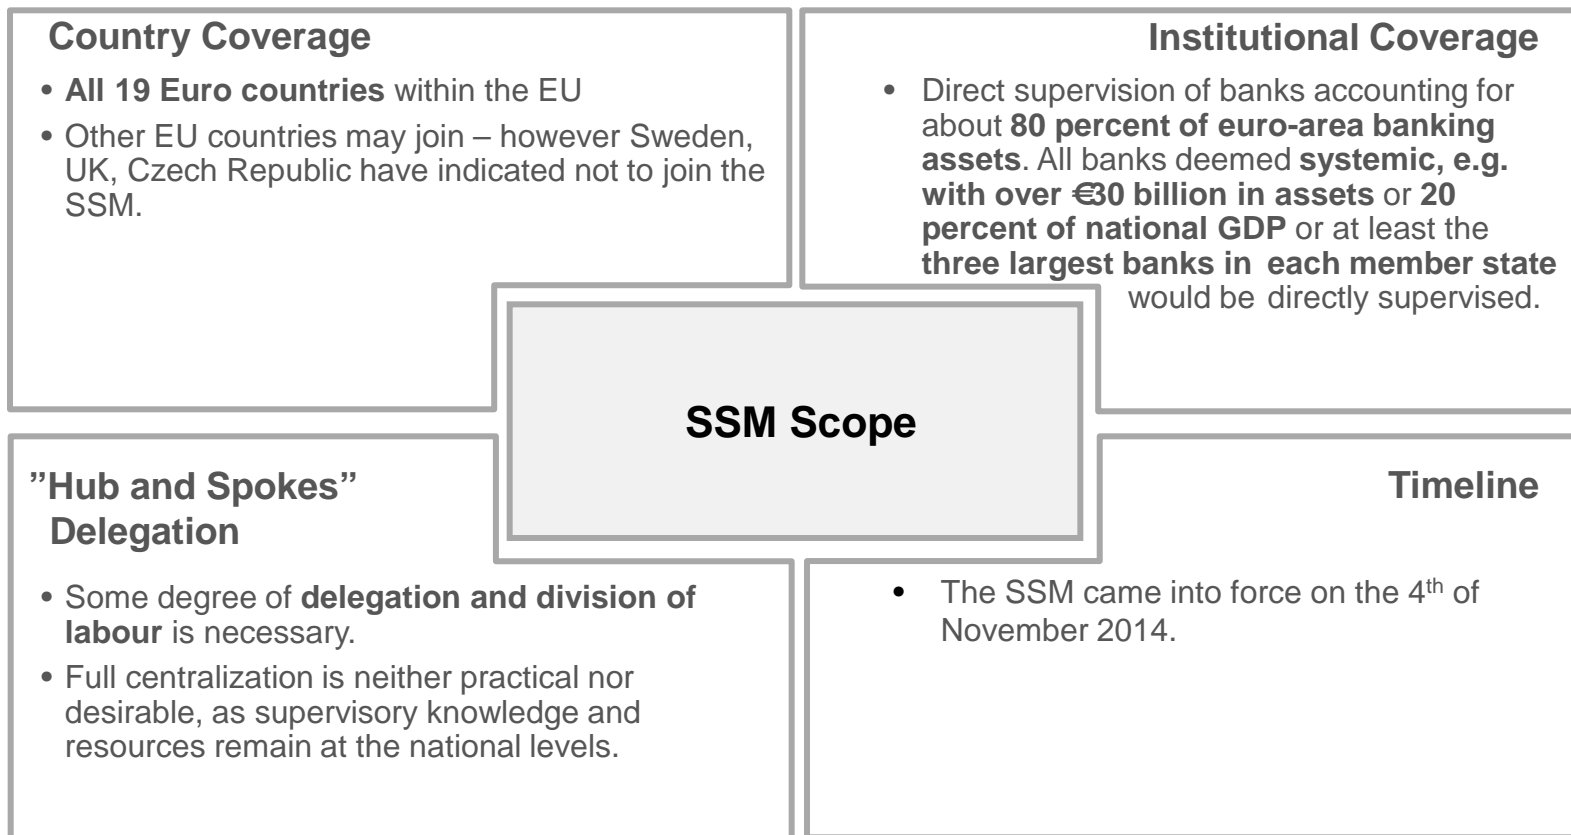 Country Coverage
• All 19 Euro countries within the EU
• Other EU countries may join – however Sweden,
UK, Czech Republic have indicated not to join the
SSM.
Institutional Coverage
• Direct supervision of banks accounting for
about 80 percent of euro-area banking
assets. All banks deemed systemic, e.g.
with over €30 billion in assets or 20
percent of national GDP or at least the
three largest banks in each member state
would be directly supervised.
SSM Scope
”Hub and Spokes”
Delegation
• Some degree of delegation and division of
labour is necessary.
• Full centralization is neither practical nor
desirable, as supervisory knowledge and
resources remain at the national levels.
Timeline
• The SSM came into force on the 4th of
November 2014.